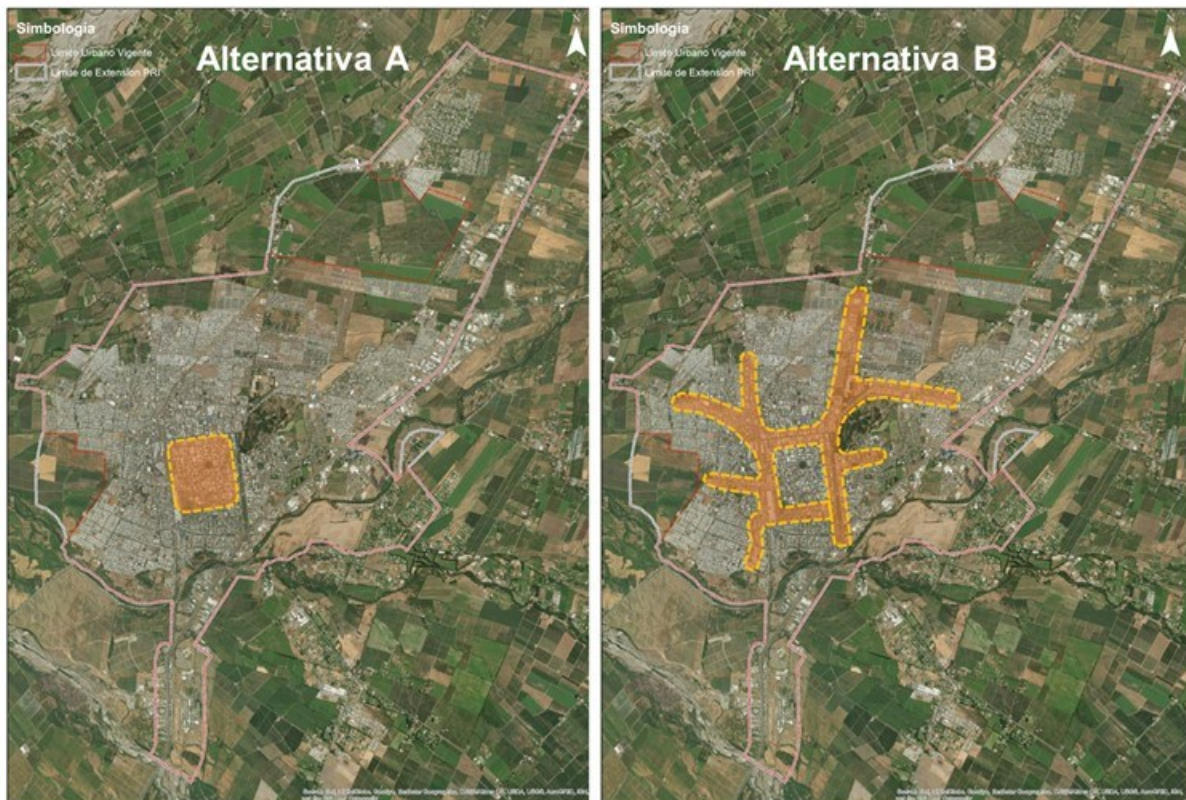 Simbología
Límite Urbano Vigente
Límite de Extensión PRI
Alternativa A
N
Simbología
Límite Urbano Vigente
Límite de Extensión PRI
Alternativa B
N